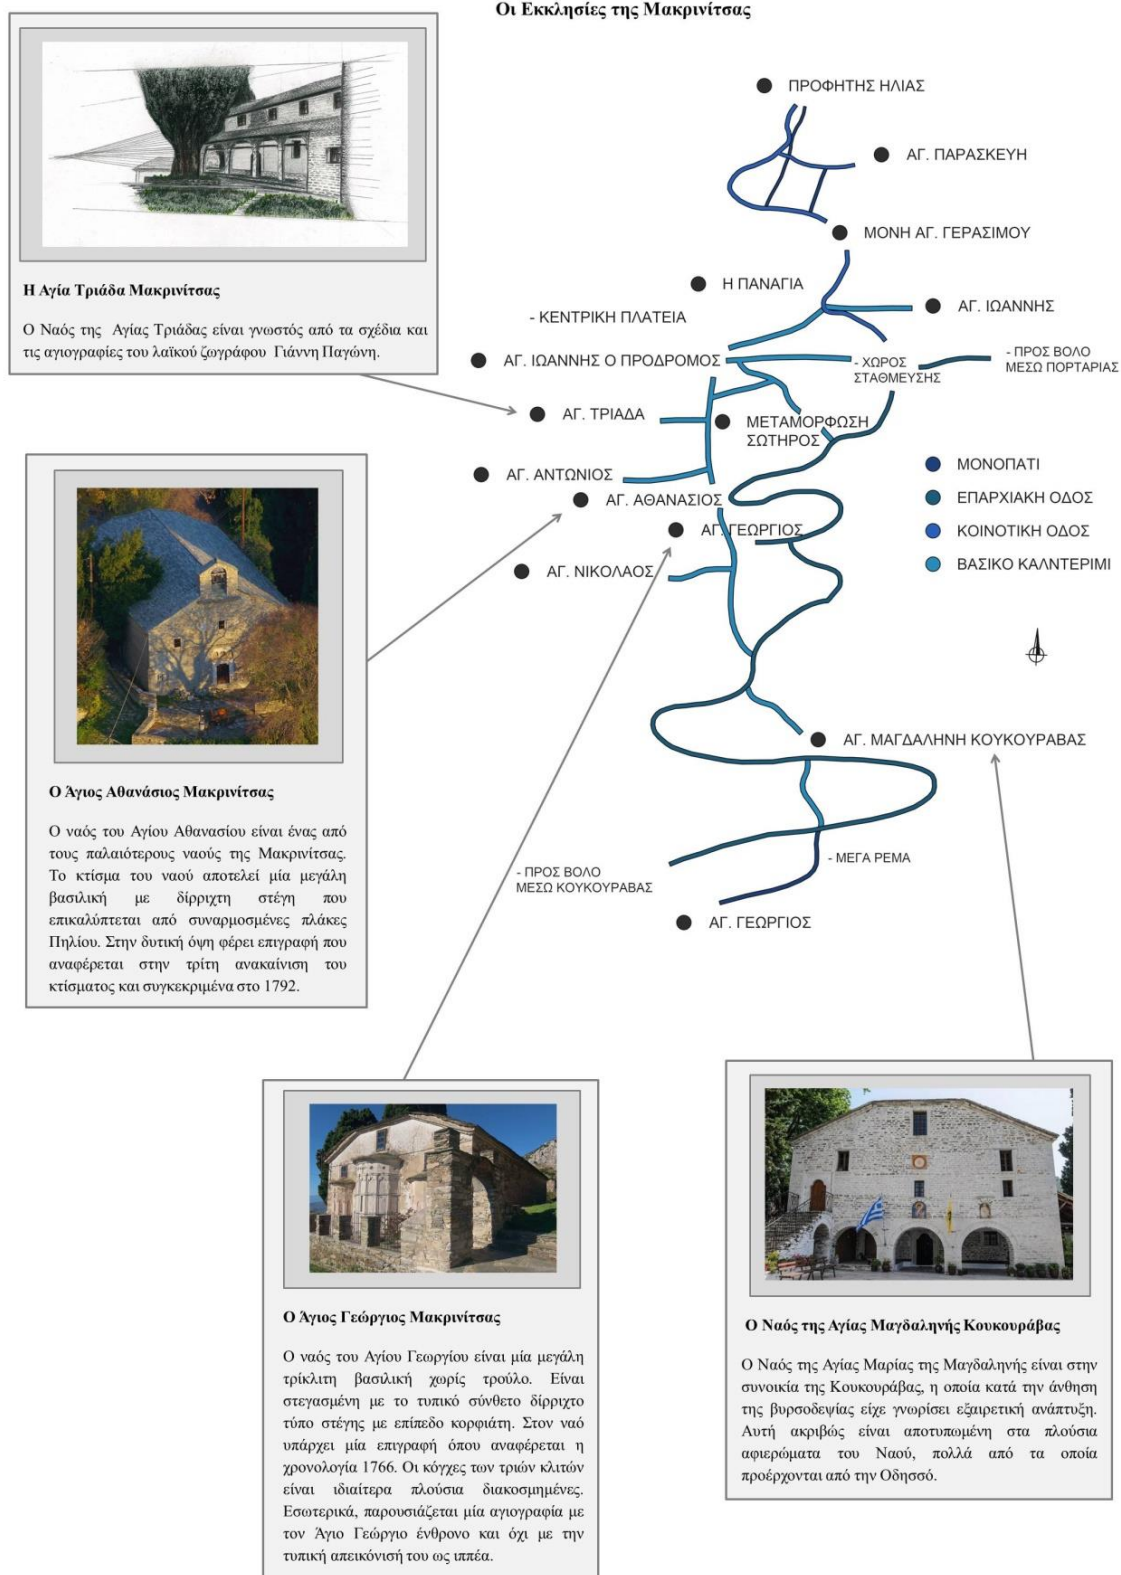 Οι Εκκλησίες της Μακρινίτσας
Η Αγία Τριάδα Μακρινίτσας
Ο Ναός της Αγίας Τριάδας είναι γνωστός από τα σχέδια και
τις αγιογραφίες του λαϊκού ζωγράφου Γιάννη Παγώνη.
ΠΡΟΦΗΤΗΣ ΗΛΙΑΣ
ΑΓ. ΠΑΡΑΣΚΕΥΗ
ΜΟΝΗ ΑΓ. ΓΕΡΑΣΙΜΟΥ
Η ΠΑΝΑΓΙΑ
ΑΓ. ΙΩΑΝΝΗΣ
- ΚΕΝΤΡΙΚΗ ΠΛΑΤΕΙΑ
ΑΓ. ΙΩΑΝΝΗΣ Ο ΠΡΟΔΡΟΜΟΣ
- ΧΩΡΟΣ
ΣΤΑΘΜΕΥΣΗΣ
- ΠΡΟΣ ΒΟΛΟ
ΜΕΣΩ ΠΟΡΤΑΡΙΑΣ
ΑΓ. ΤΡΙΑΔΑ
ΜΕΤΑΜΟΡΦΩΣΗ
ΣΩΤΗΡΟΣ
ΑΓ. ΑΝΤΩΝΙΟΣ
ΑΓ. ΑΘΑΝΑΣΙΟΣ
ΑΓ. ΓΕΩΡΓΙΟΣ
ΑΓ. ΝΙΚΟΛΑΟΣ
ΜΟΝΟΠΑΤΙ
ΕΠΑΡΧΙΑΚΗ ΟΔΟΣ
ΚΟΙΝΟΤΙΚΗ ΟΔΟΣ
ΒΑΣΙΚΟ ΚΑΛΝΤΕΡΙΜΙ
ΑΓ. ΜΑΓΔΑΛΗΝΗ ΚΟΥΚΟΥΡΑΒΑΣ
- ΠΡΟΣ ΒΟΛΟ
ΜΕΣΩ ΚΟΥΚΟΥΡΑΒΑΣ
- ΜΕΓΑ ΡΕΜΑ
ΑΓ. ΓΕΩΡΓΙΟΣ
Ο Άγιος Αθανάσιος Μακρινίτσας
Ο ναός του Αγίου Αθανασίου είναι ένας από
τους παλαιότερους ναούς της Μακρινίτσας.
Το κτίσμα του ναού αποτελεί μία μεγάλη
βασιλική με δίρριχτη στέγη που
επικαλύπτεται από συναρμοσμένες πλάκες
Πηλίου. Στην δυτική όψη φέρει επιγραφή που
αναφέρεται στην τρίτη ανακαίνιση του
κτίσματος και συγκεκριμένα στο 1792.
Ο Άγιος Γεώργιος Μακρινίτσας
Ο ναός του Αγίου Γεωργίου είναι μία μεγάλη
τρίκλιτη βασιλική χωρίς τρούλο. Είναι
στεγασμένη με το τυπικό σύνθετο δίρριχτο
τύπο στέγης με επίπεδο κορφιάτη. Στον ναό
υπάρχει μία επιγραφή όπου αναφέρεται η
χρονολογία 1766. Οι κόγχες των τριών κλιτών
είναι ιδιαίτερα πλούσια διακοσμημένες.
Εσωτερικά, παρουσιάζεται μία αγιογραφία με
τον Άγιο Γεώργιο ένθρονο και όχι με την
τυπική απεικόνισή του ως ιππέα.
Ο Ναός της Αγίας Μαγδαληνής Κουκουράβας
Ο Ναός της Αγίας Μαρίας της Μαγδαληνής είναι στην
συνοικία της Κουκουράβας, η οποία κατά την άνθηση
της βυρσοδεψίας είχε γνωρίσει εξαιρετική ανάπτυξη.
Αυτή ακριβώς είναι αποτυπωμένη στα πλούσια
αφιερώματα του Ναού, πολλά από τα οποία
προέρχονται από την Οδησσό.